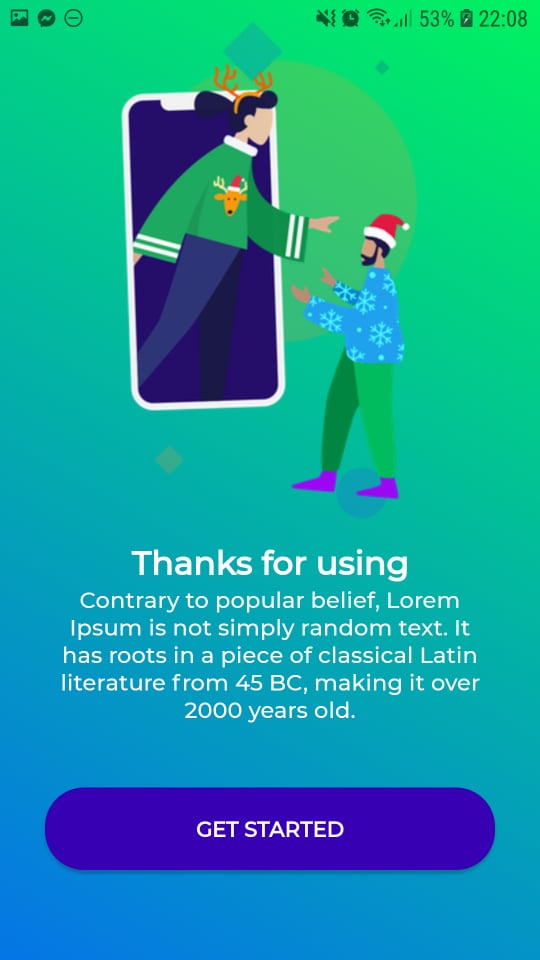 53% 22:08
Thanks for using
Contrary to popular belief, Lorem
Ipsum is not simply random text. It
has roots in a piece of classical Latin
literature from 45 BC, making it over
2000 years old.
GET STARTED